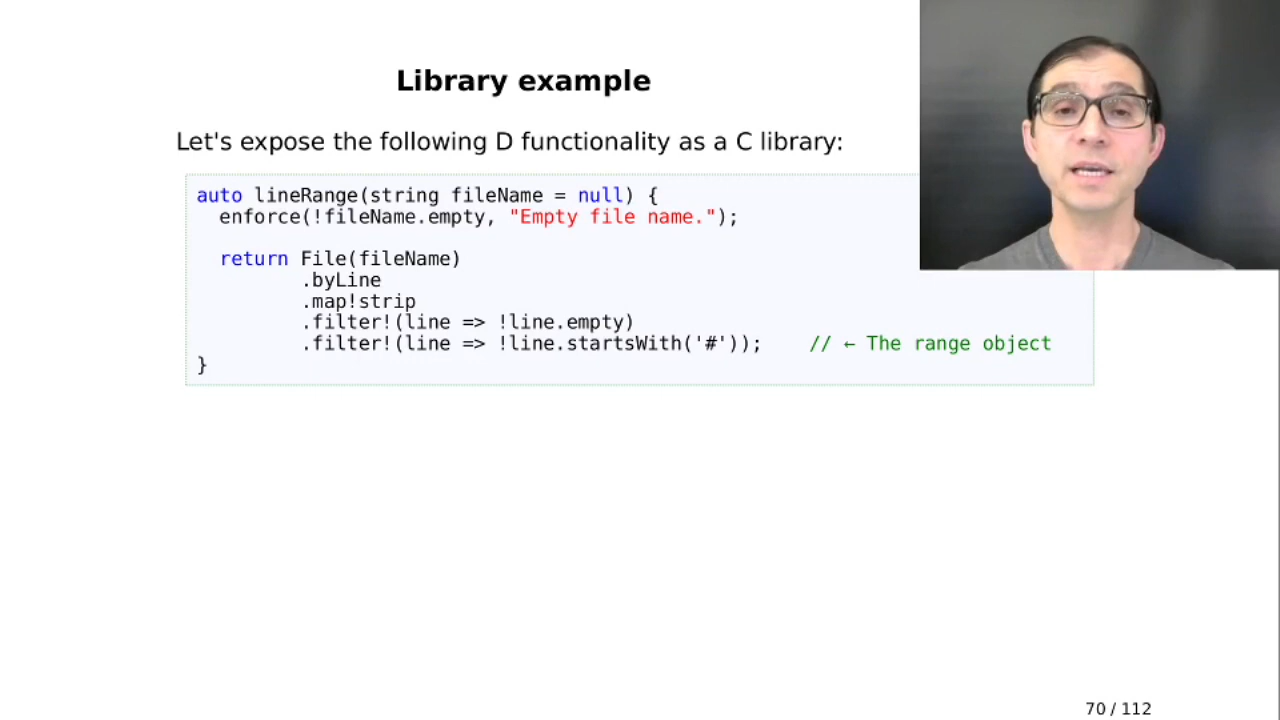 Library example
Let's expose the following D functionality as a C library:
auto lineRange(string fileName = null) {
  enforce(!fileName.empty, "Empty file name.");
  return File(fileName)
         .byLine
         .map!strip
         .filter!(line => !line.empty)
         .filter!(line => !line.startsWith('#'));    // ← The range object
}
70 / 112